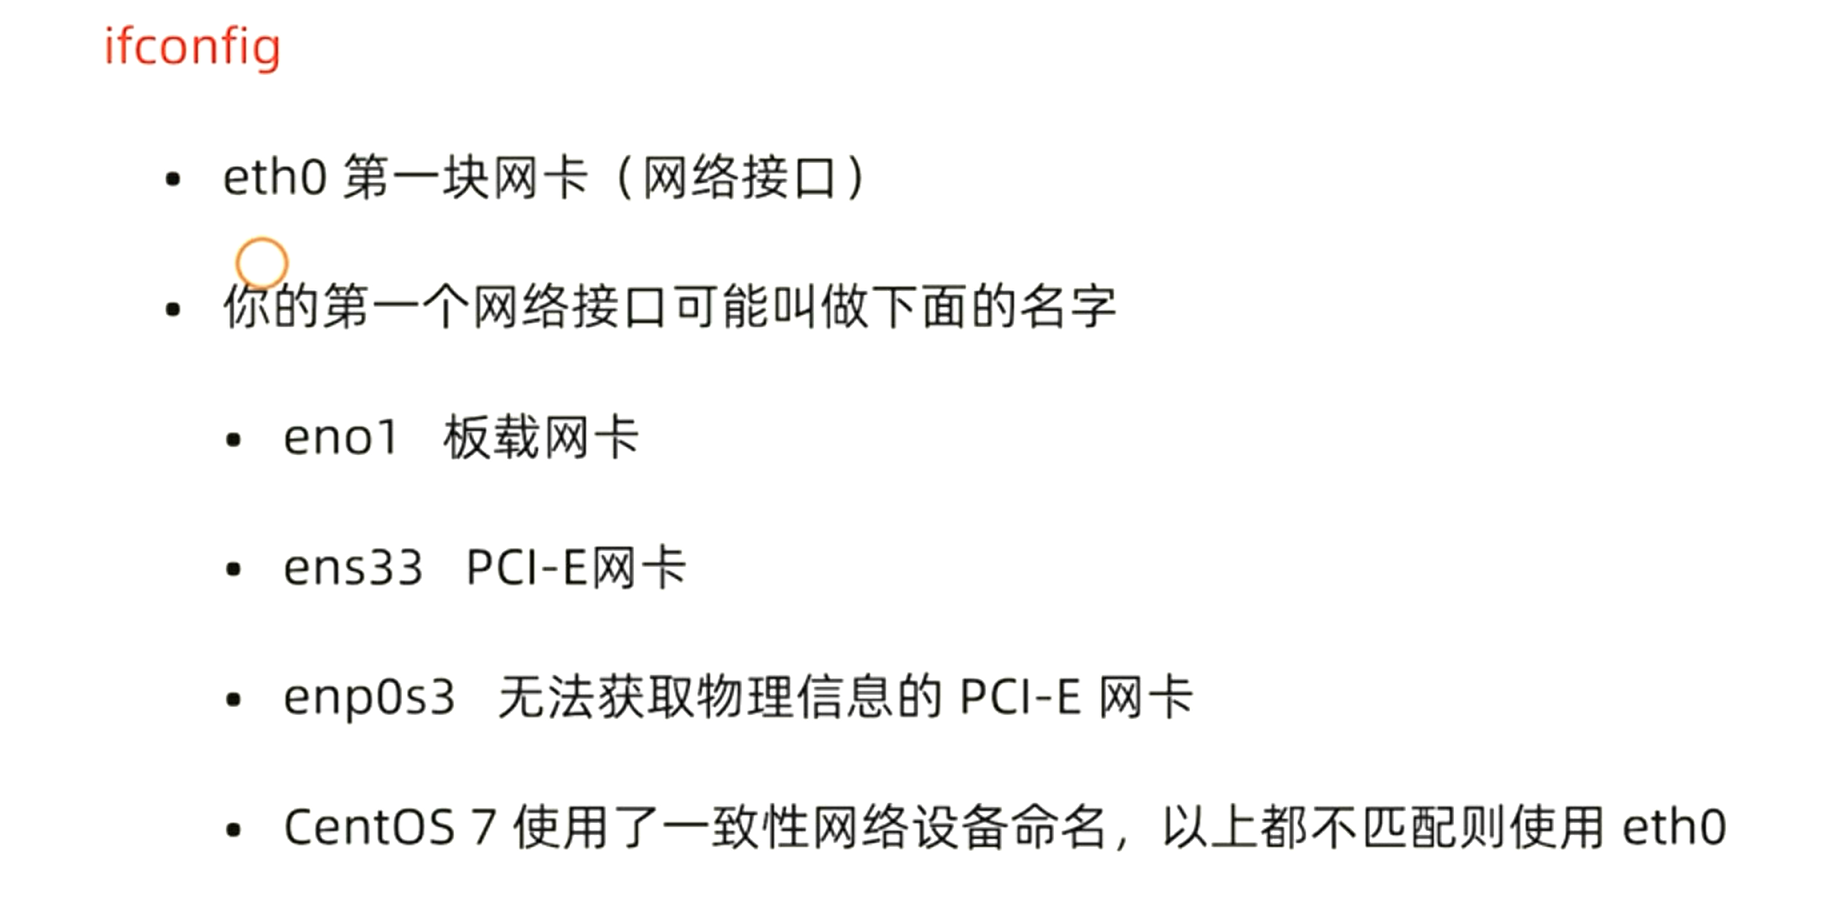 ifconfig
• eth0 第一块网卡（网络接口）
• 你的第一个网络接口可能叫做下面的名字
• eno1 板载网卡
• ens33 PCI-E网卡
• enp0s3 无法获取物理信息的 PCI-E 网卡
• CentOS 7 使用了一致性网络设备命名，以上都不匹配则使用 eth0